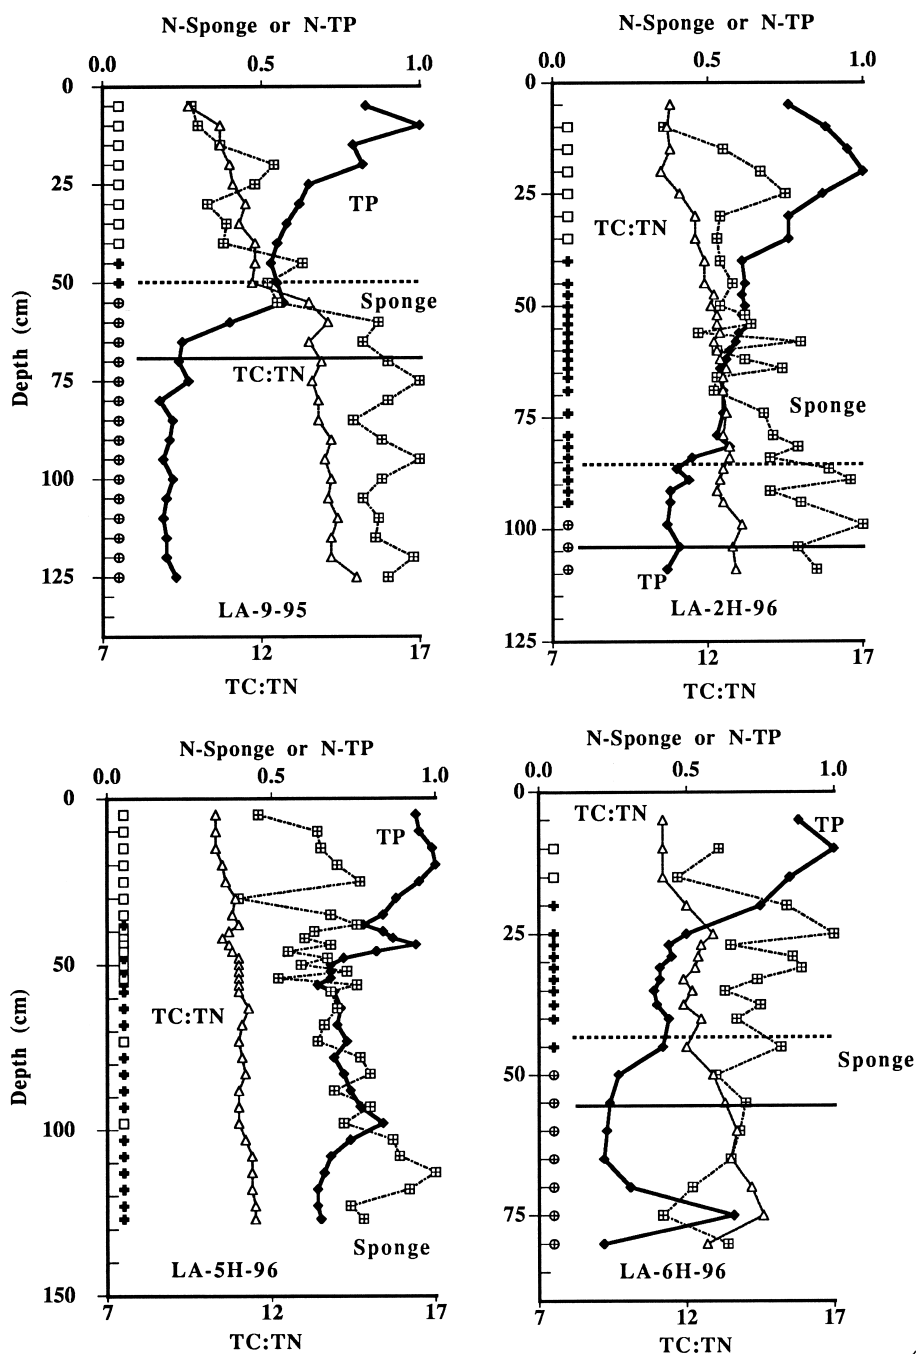 N-Sponge or N-TP
0.0 0.5 1.0
0
25
50
75
100
125
Depth (cm)
TP
Sponge
TC:TN
LA-9-95
7 12 17
TC:TN
N-Sponge or N-TP
0.0 0.5 1.0
0
25
50
75
100
125
TC:TN
Sponge
TP
LA-2H-96
7 12 17
TC:TN
N-Sponge or N-TP
0.0 0.5 1.0
0
50
100
150
Depth (cm)
TP
TC:TN
Sponge
LA-5H-96
7 12 17
TC:TN
N-Sponge or N-TP
0.0 0.5 1.0
0
25
50
75
TC:TN
TP
Sponge
LA-6H-96
7 12 17
TC:TN